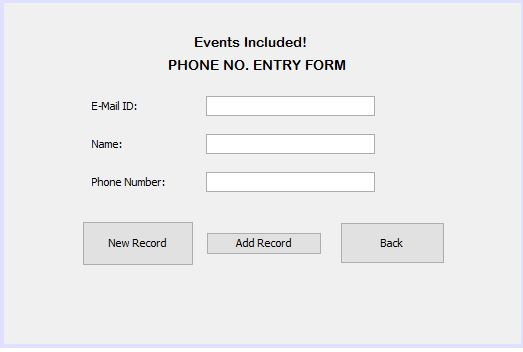 Events Included!
PHONE NO. ENTRY FORM
E-Mail ID:
Name:
Phone Number:
New Record
Add Record
Back